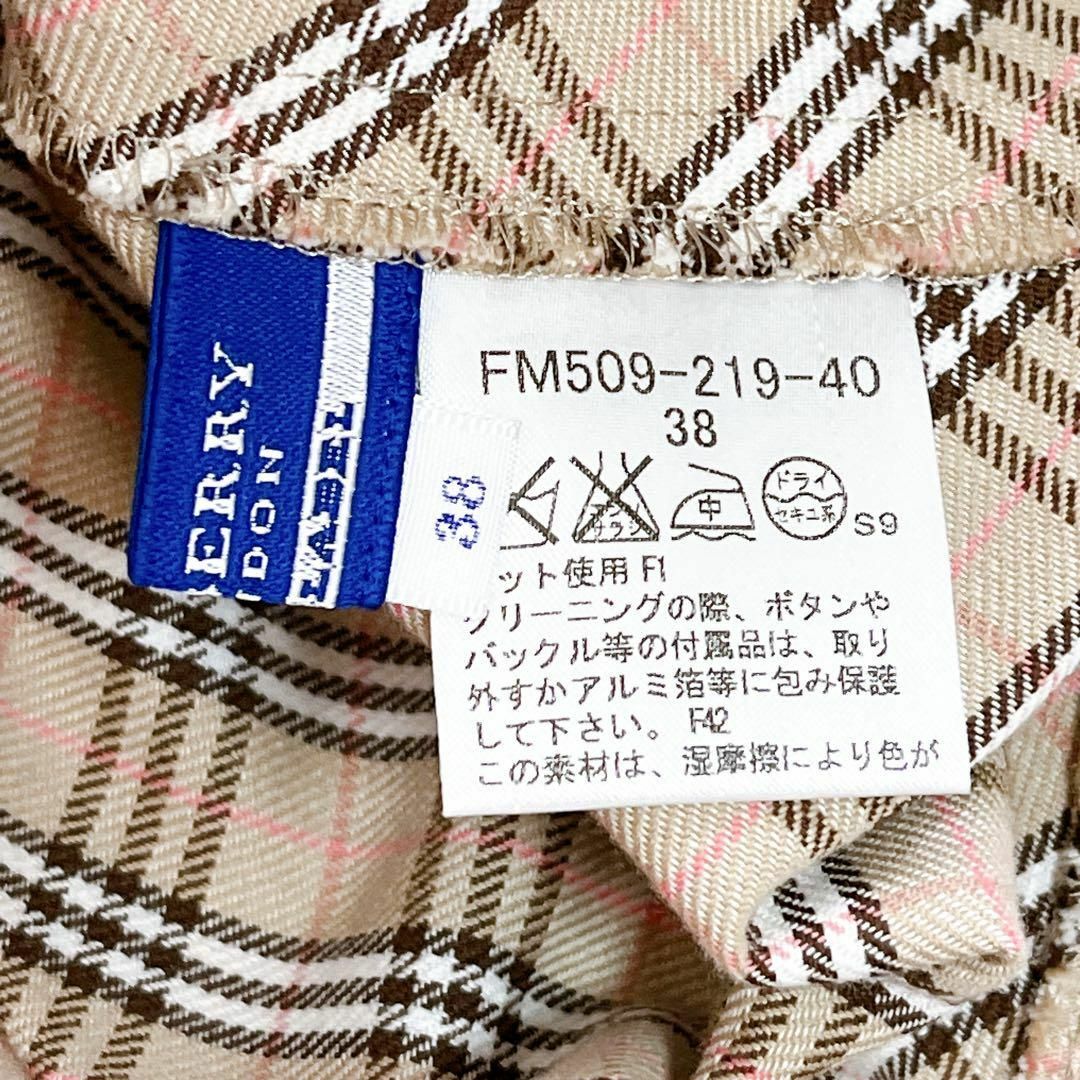 FM509-219-40
38
中
ドライ
セキユ系
S9
ット使用 F1
クリーニングの際、ボタンや
バックル等の付属品は、取り
外すかアルミ箔等に包み保護
して下さい。 F42
この素材は、湿摩擦により色が
38
ERRY
DON